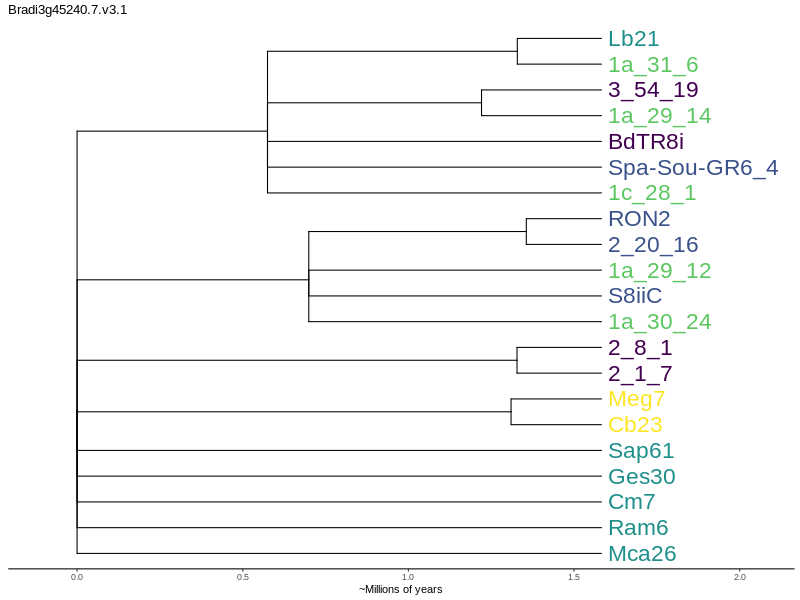 Bradi3g45240.7.v3.1
Lb21
1a_31_6
3_54_19
1a_29_14
BdTR8i
Spa-Sou-GR6_4
1c_28_1
RON2
2_20_16
1a_29_12
S8iiC
1a_30_24
2_8_1
2_1_7
Meg7
Cb23
Sap61
Ges30
Cm7
Ram6
Mca26
0.0 0.5 1.0 1.5 2.0
~Millions of years